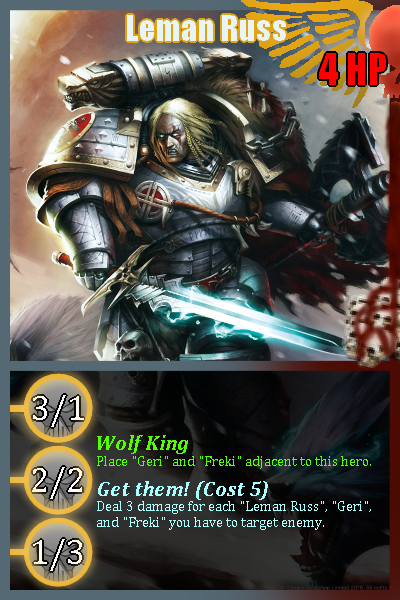 Leman Russ
4 HP
3/1
Wolf King
Place "Geri" and "Freki" adjacent to this hero.
2/2
Get them! (Cost 5)
Deal 3 damage for each "Leman Russ", "Geri",
and "Freki" you have to target enemy.
1/3